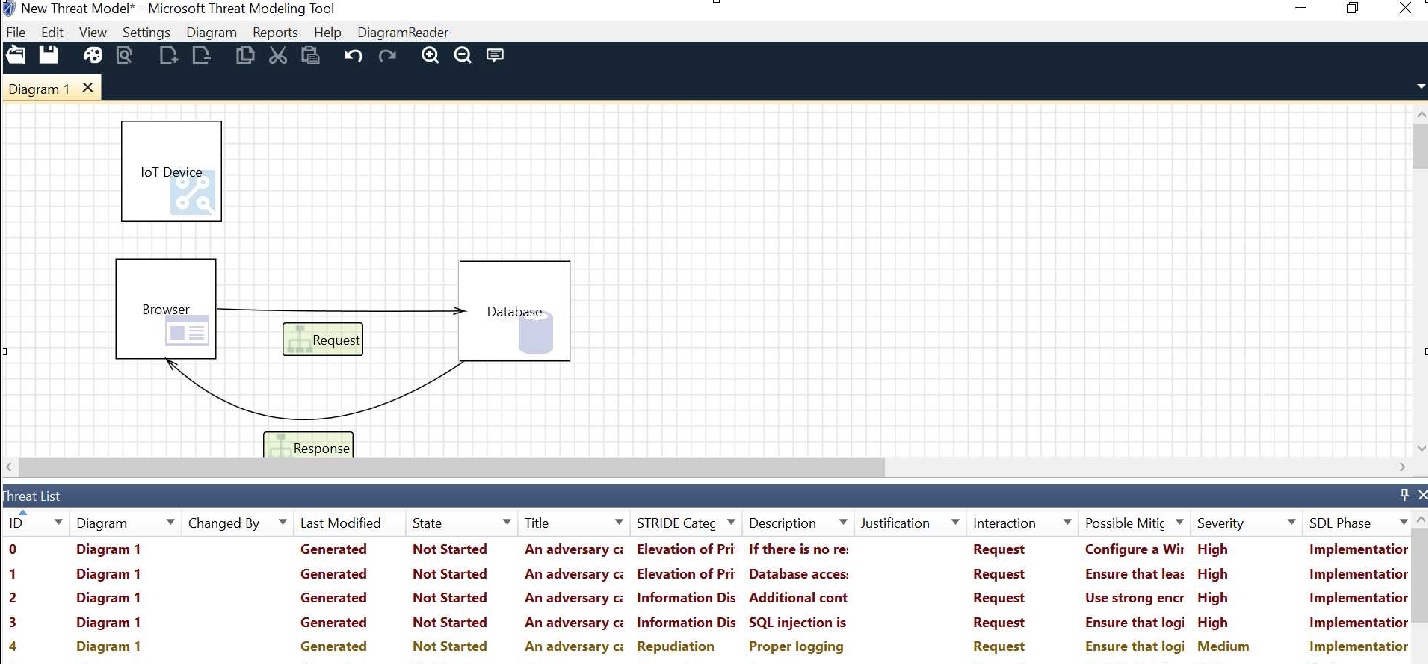 New Threat Model* - Microsoft Threat Modeling Tool
File Edit View Settings Diagram Reports Help DiagramReader
Diagram 1
IoT Device
Browser
Database
Request
Response
Threat List
ID Diagram Changed By Last Modified State Title STRIDE Categ Description Justification Interaction Possible Mitig Severity SDL Phase
0 Diagram 1 Generated Not Started An adversary ca Elevation of Pri If there is no re: Request Configure a Wir High Implementation
1 Diagram 1 Generated Not Started An adversary ca Elevation of Pri Database acces: Request Ensure that leas High Implementation
2 Diagram 1 Generated Not Started An adversary ca Information Dis Additional cont Request Use strong encr High Implementation
3 Diagram 1 Generated Not Started An adversary ca Information Dis SQL injection is Request Ensure that logi High Implementation
4 Diagram 1 Generated Not Started An adversary ca Repudiation Proper logging Request Ensure that logi Medium Implementation